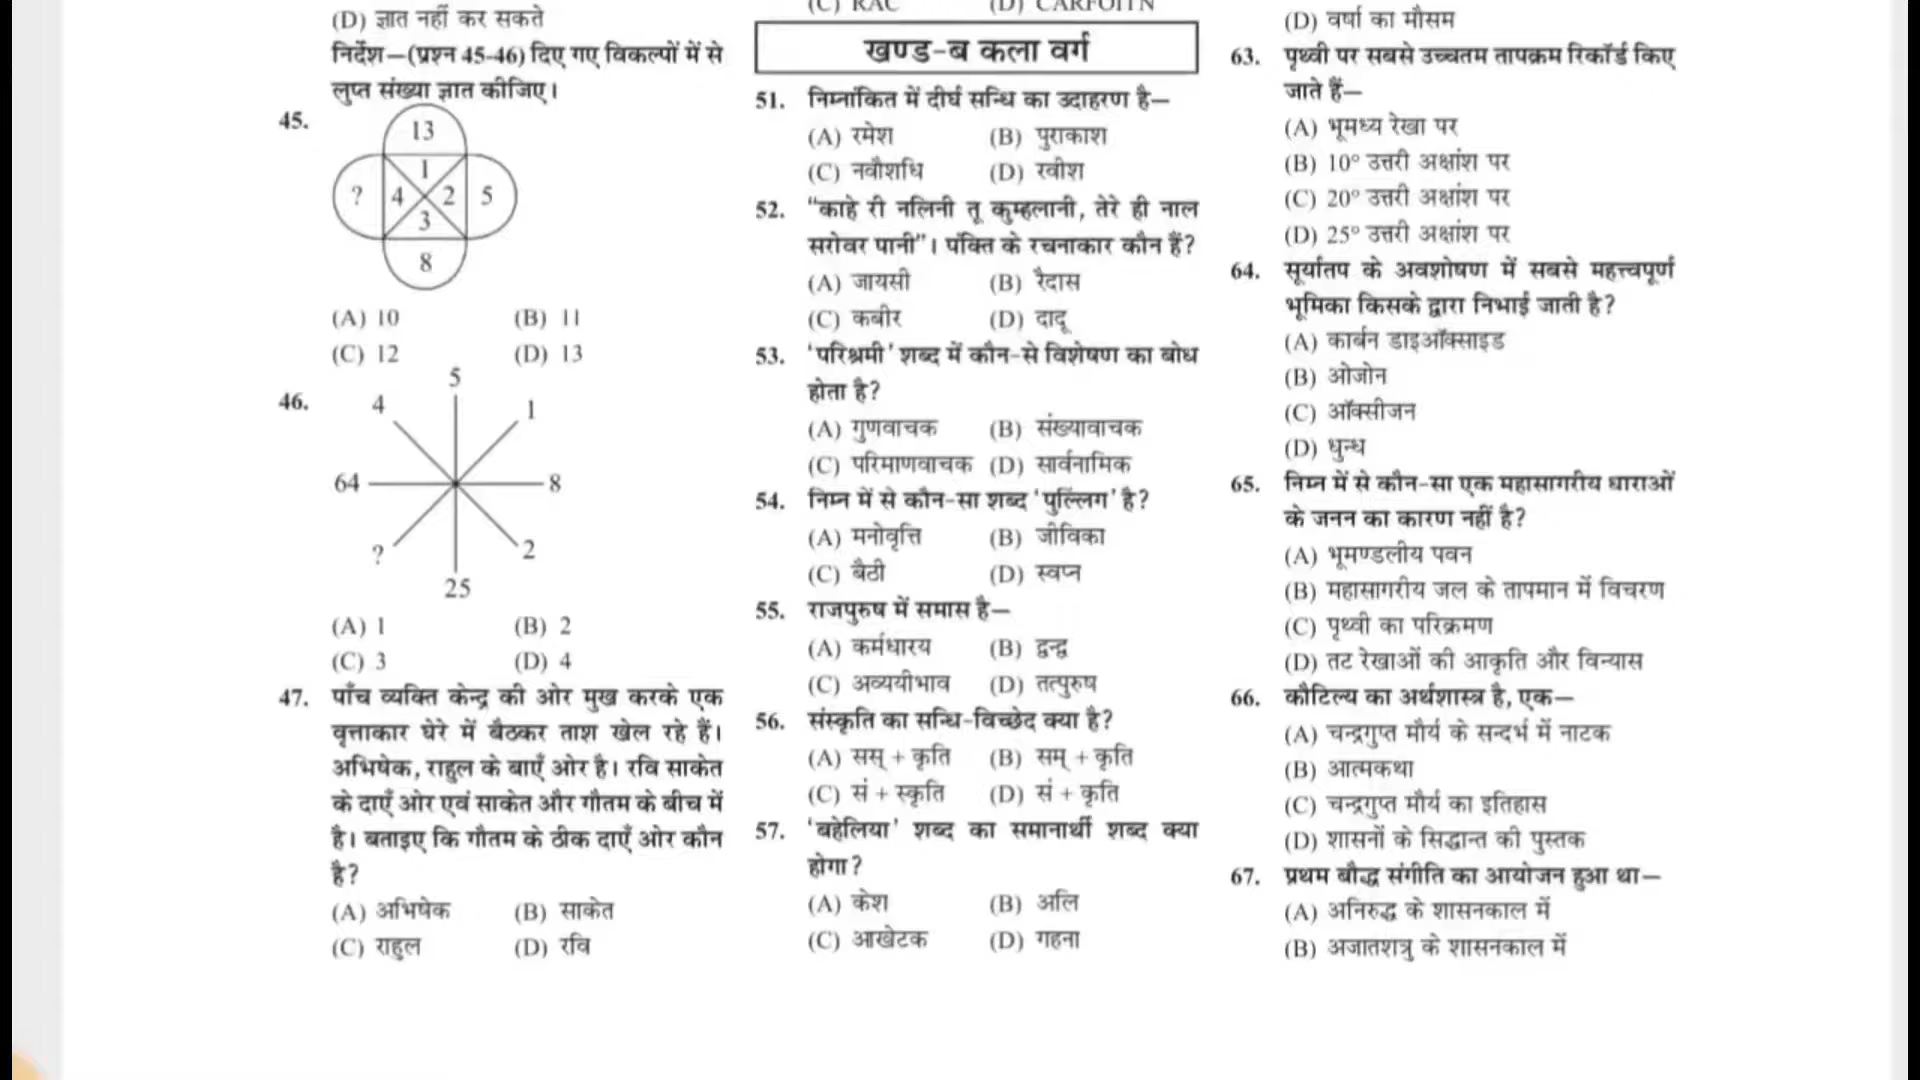 (D) ज्ञात नहीं कर सकते
निर्देश—(प्रश्न 45-46) दिए गए विकल्पों में से
लुप्त संख्या ज्ञात कीजिए।
45.
13
1
? 4 2 5
3
8
(A) 10 (B) 11
(C) 12 (D) 13
46.
5
4 1
64 8
? 2
25
(A) 1 (B) 2
(C) 3 (D) 4
47. पाँच व्यक्ति केन्द्र की ओर मुख करके एक
वृत्ताकार घेरे में बैठकर ताश खेल रहे हैं।
अभिषेक, राहुल के बाएँ ओर है। रवि साकेत
के दाएँ ओर एवं साकेत और गौतम के बीच में
है। बताइए कि गौतम के ठीक दाएँ ओर कौन
है?
(A) अभिषेक (B) साकेत
(C) राहुल (D) रवि
(C) RAC (D) CARFOITN
खण्ड-ब कला वर्ग
51. निम्नांकित में दीर्घ सन्धि का उदाहरण है—
(A) रमेश (B) पुराकाश
(C) नवौशधि (D) रवीश
52. “काहे री नलिनी तू कुम्हलानी, तेरे ही नाल
सरोवर पानी”। पंक्ति के रचनाकार कौन हैं?
(A) जायसी (B) रैदास
(C) कबीर (D) दादू
53. ‘परिश्रमी’ शब्द में कौन-से विशेषण का बोध
होता है?
(A) गुणवाचक (B) संख्यावाचक
(C) परिमाणवाचक (D) सार्वनामिक
54. निम्न में से कौन-सा शब्द ‘पुल्लिंग’ है?
(A) मनोवृत्ति (B) जीविका
(C) बैठी (D) स्वप्न
55. राजपुरुष में समास है—
(A) कर्मधारय (B) द्वन्द्व
(C) अव्ययीभाव (D) तत्पुरुष
56. संस्कृति का सन्धि-विच्छेद क्या है?
(A) सस् + कृति (B) सम् + कृति
(C) सं + स्कृति (D) सं + कृति
57. ‘बहेलिया’ शब्द का समानार्थी शब्द क्या
होगा?
(A) केश (B) अलि
(C) आखेटक (D) गहना
(D) वर्षा का मौसम
63. पृथ्वी पर सबसे उच्चतम तापक्रम रिकॉर्ड किए
जाते हैं—
(A) भूमध्य रेखा पर
(B) 10° उत्तरी अक्षांश पर
(C) 20° उत्तरी अक्षांश पर
(D) 25° उत्तरी अक्षांश पर
64. सूर्यातप के अवशोषण में सबसे महत्त्वपूर्ण
भूमिका किसके द्वारा निभाई जाती है?
(A) कार्बन डाइऑक्साइड
(B) ओजोन
(C) ऑक्सीजन
(D) धुन्ध
65. निम्न में से कौन-सा एक महासागरीय धाराओं
के जनन का कारण नहीं है?
(A) भूमण्डलीय पवन
(B) महासागरीय जल के तापमान में विचरण
(C) पृथ्वी का परिक्रमण
(D) तट रेखाओं की आकृति और विन्यास
66. कौटिल्य का अर्थशास्त्र है, एक—
(A) चन्द्रगुप्त मौर्य के सन्दर्भ में नाटक
(B) आत्मकथा
(C) चन्द्रगुप्त मौर्य का इतिहास
(D) शासनों के सिद्धान्त की पुस्तक
67. प्रथम बौद्ध संगीति का आयोजन हुआ था—
(A) अनिरुद्ध के शासनकाल में
(B) अजातशत्रु के शासनकाल में